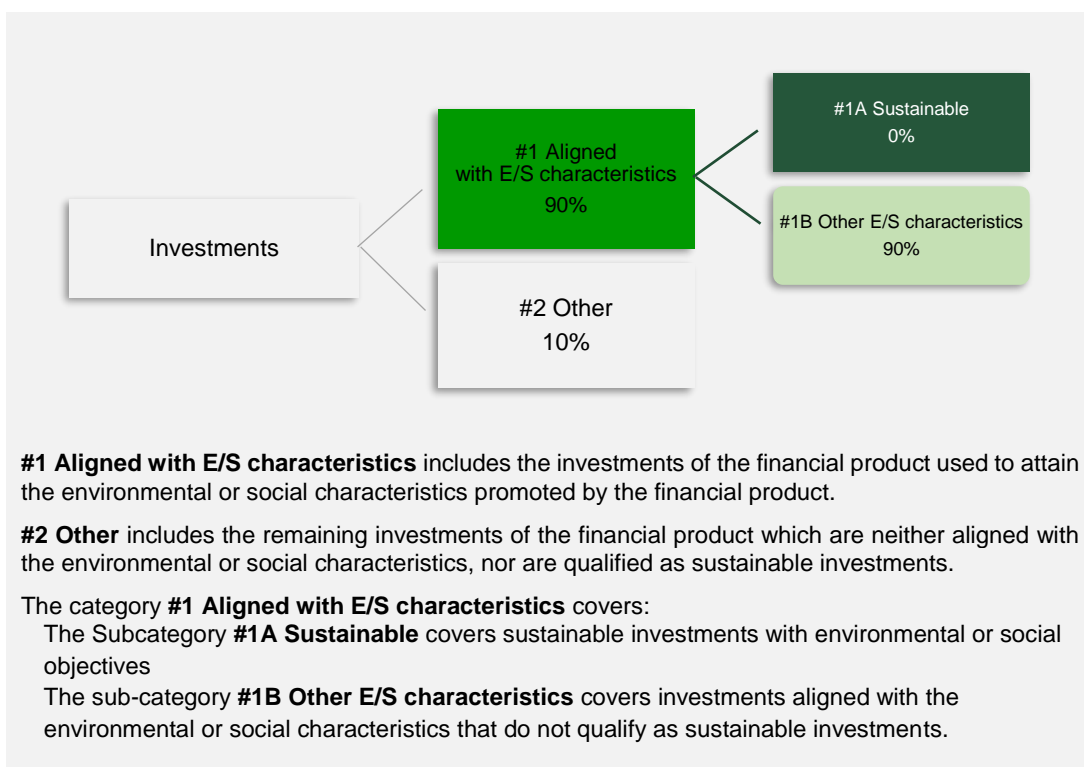 #1A Sustainable
0%
#1 Aligned
with E/S characteristics
90%
#1B Other E/S characteristics
90%
Investments
#2 Other
10%
#1 Aligned with E/S characteristics includes the investments of the financial product used to attain
the environmental or social characteristics promoted by the financial product.
#2 Other includes the remaining investments of the financial product which are neither aligned with
the environmental or social characteristics, nor are qualified as sustainable investments.
The category #1 Aligned with E/S characteristics covers:
The Subcategory #1A Sustainable covers sustainable investments with environmental or social
objectives
The sub-category #1B Other E/S characteristics covers investments aligned with the
environmental or social characteristics that do not qualify as sustainable investments.